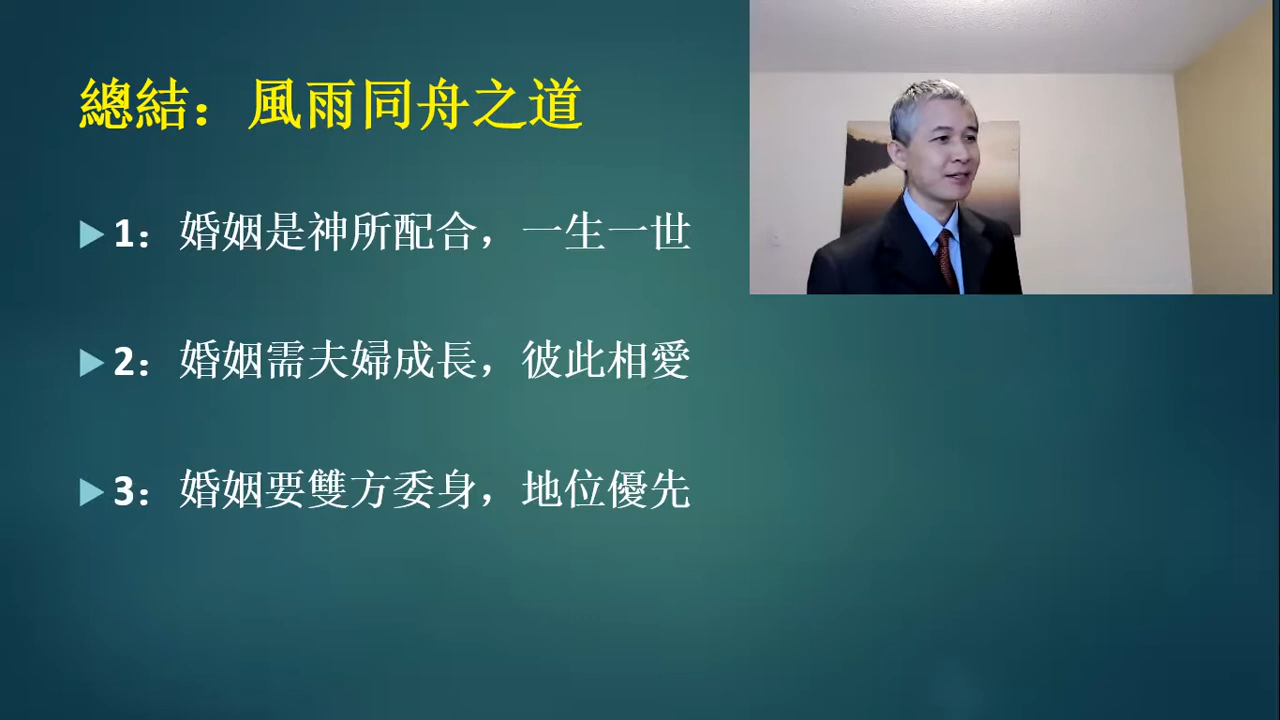 總結：風雨同舟之道
1：婚姻是神所配合，一生一世
2：婚姻需夫婦成長，彼此相愛
3：婚姻要雙方委身，地位優先